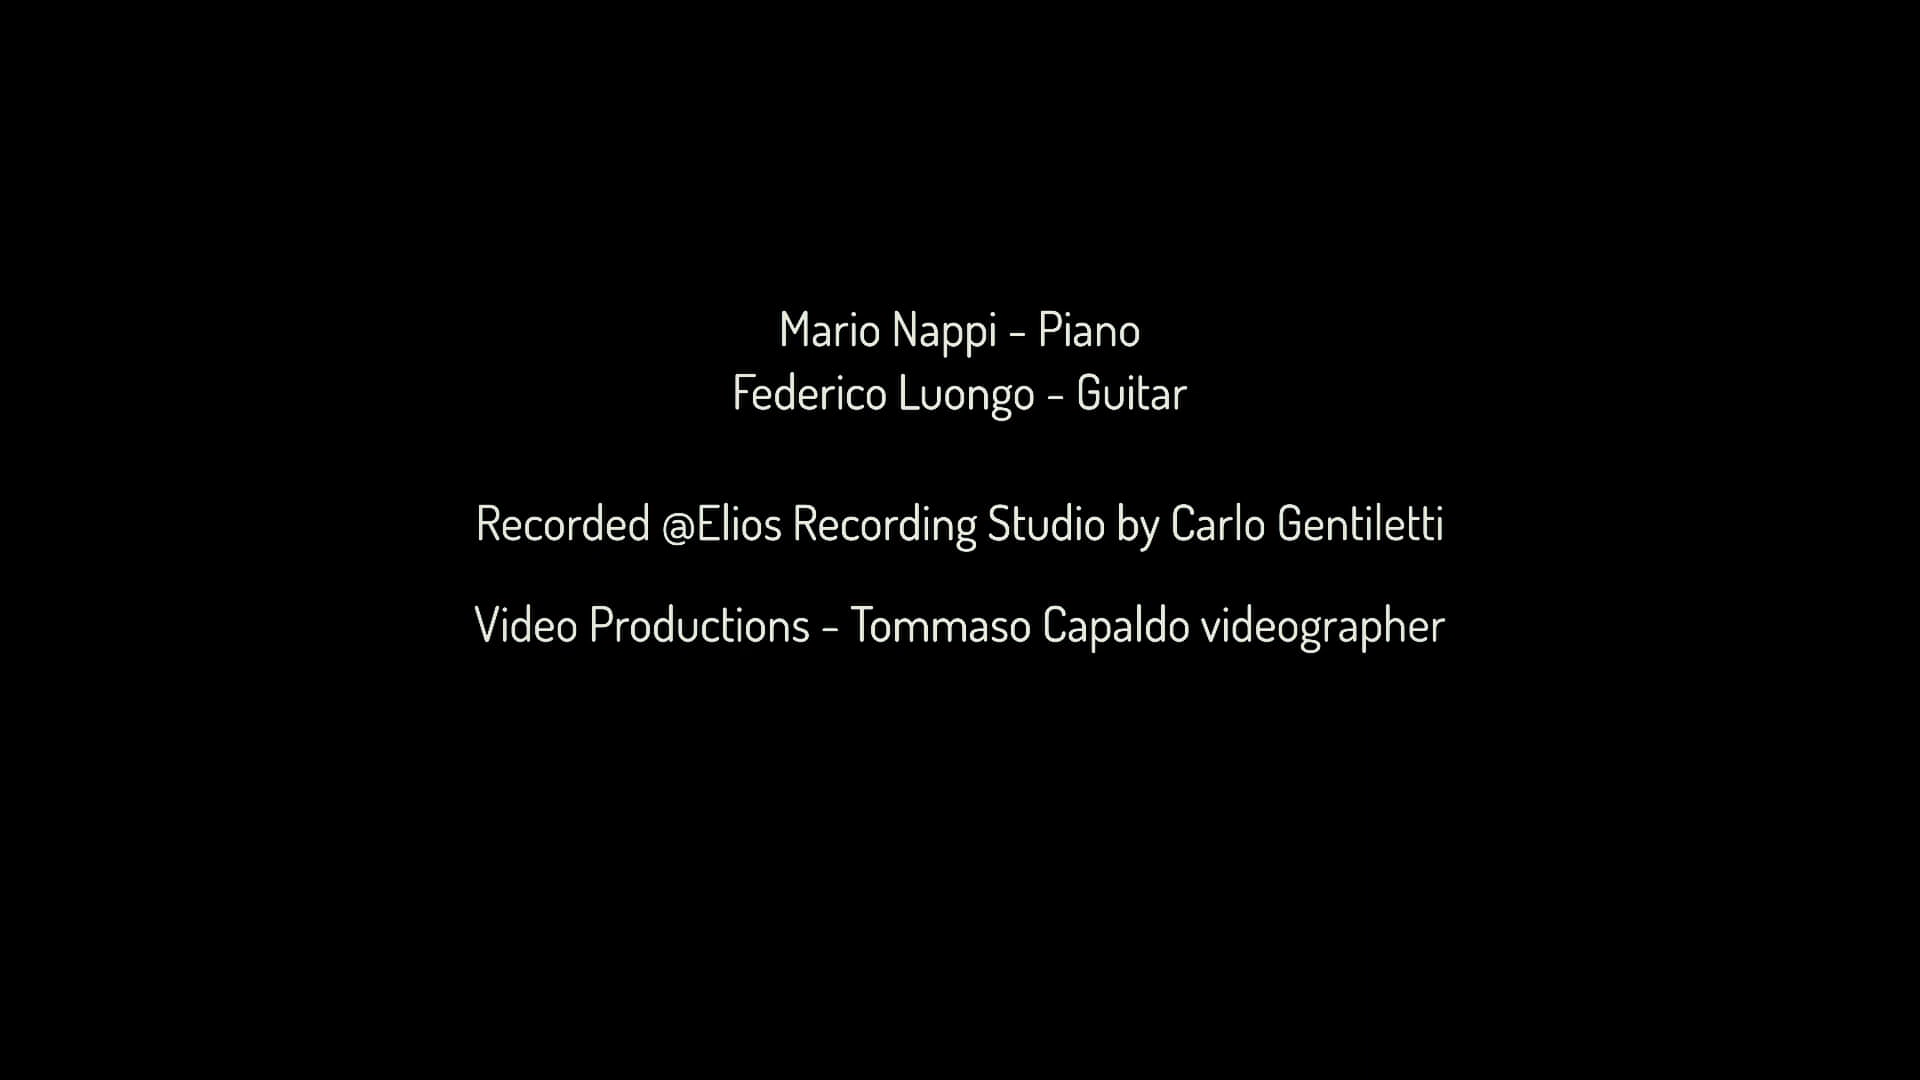 Mario Nappi - Piano
Federico Luongo - Guitar
Recorded @Elios Recording Studio by Carlo Gentiletti
Video Productions - Tommaso Capaldo videographer